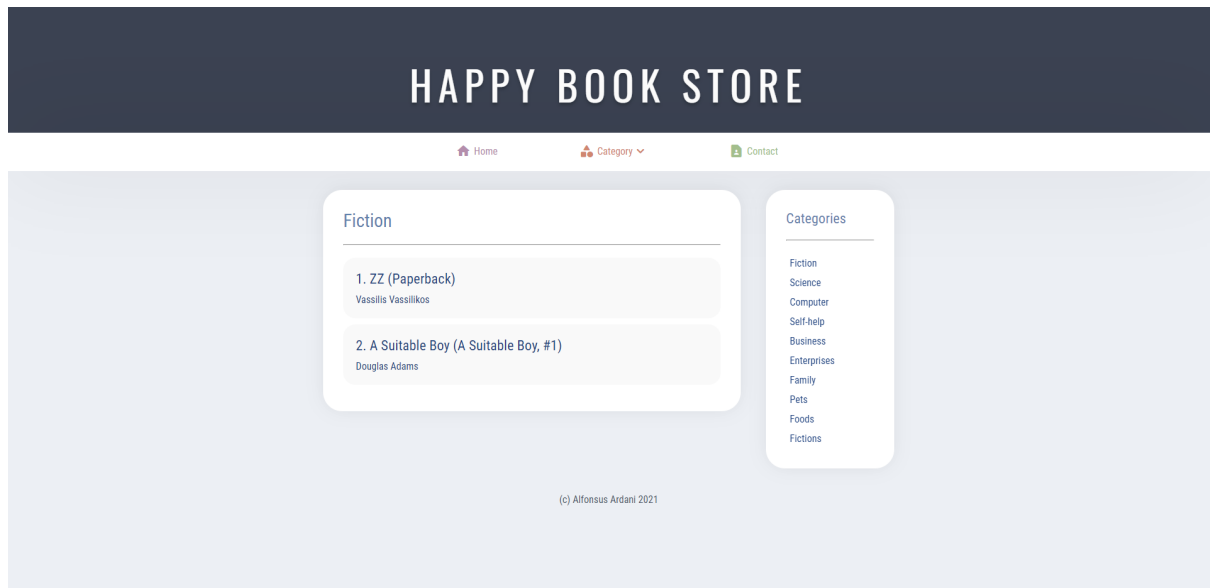 HAPPY BOOK STORE
Home Category Contact
Fiction
1. ZZ (Paperback)
Vassilis Vassilikos
2. A Suitable Boy (A Suitable Boy, #1)
Douglas Adams
Categories
Fiction
Science
Computer
Self-help
Business
Enterprises
Family
Pets
Foods
Fictions
(c) Alfonsus Ardani 2021